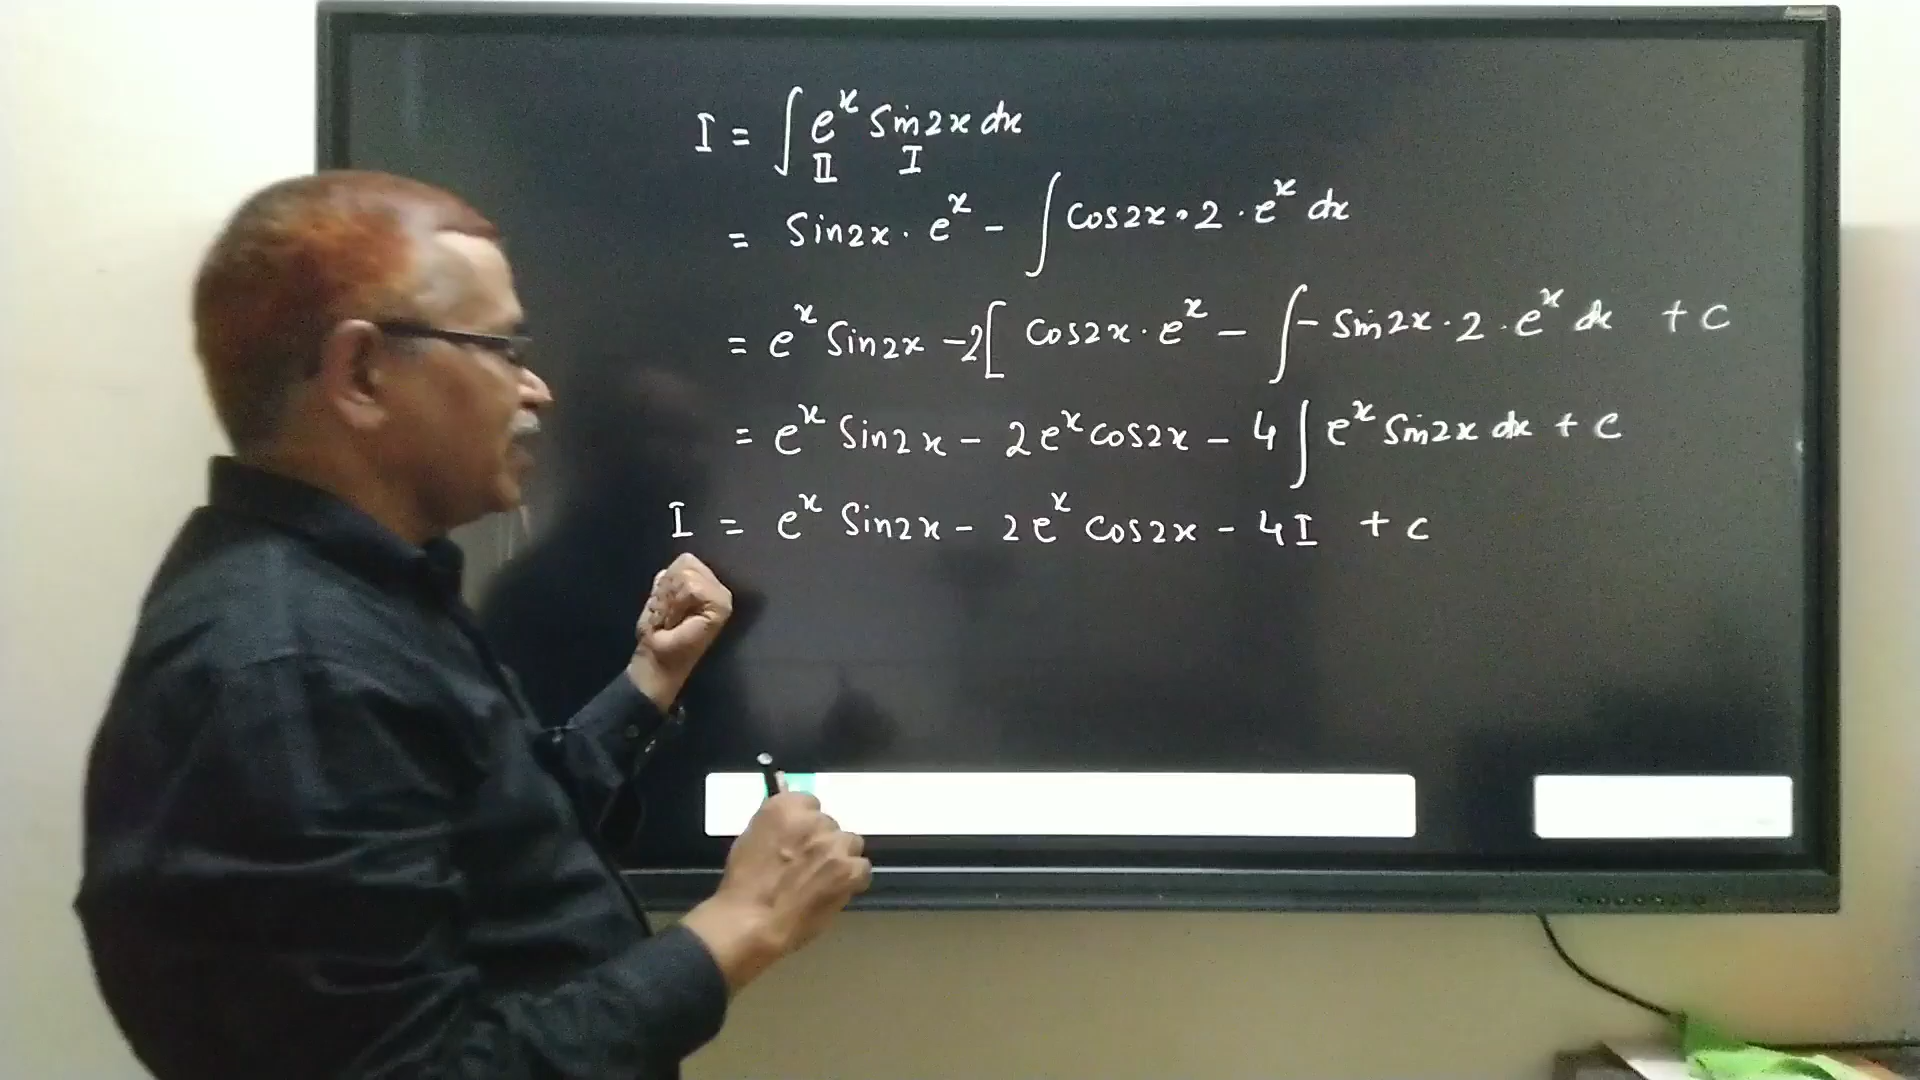 I = ∫ e^x Sin2x dx
II I
= Sin2x · e^x - ∫ Cos2x · 2 · e^x dx
= e^x Sin2x -2[ Cos2x · e^x - ∫ - Sin2x · 2 · e^x dx + c
= e^x Sin2x - 2e^x cos2x - 4 ∫ e^x Sin2x dx + c
I = e^x Sin2x - 2e^x Cos2x - 4I + c